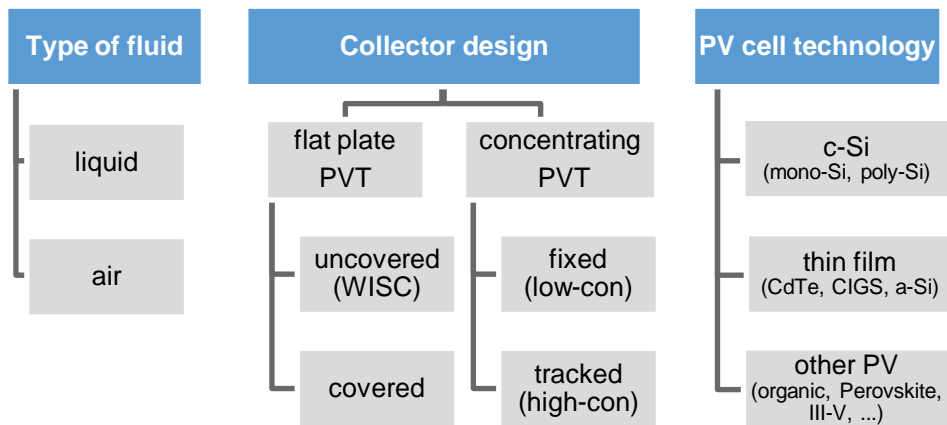 Type of fluid
liquid
air
Collector design
flat plate
PVT
uncovered
(WISC)
covered
concentrating
PVT
fixed
(low-con)
tracked
(high-con)
PV cell technology
c-Si
(mono-Si, poly-Si)
thin film
(CdTe, CIGS, a-Si)
other PV
(organic, Perovskite,
III-V, ...)